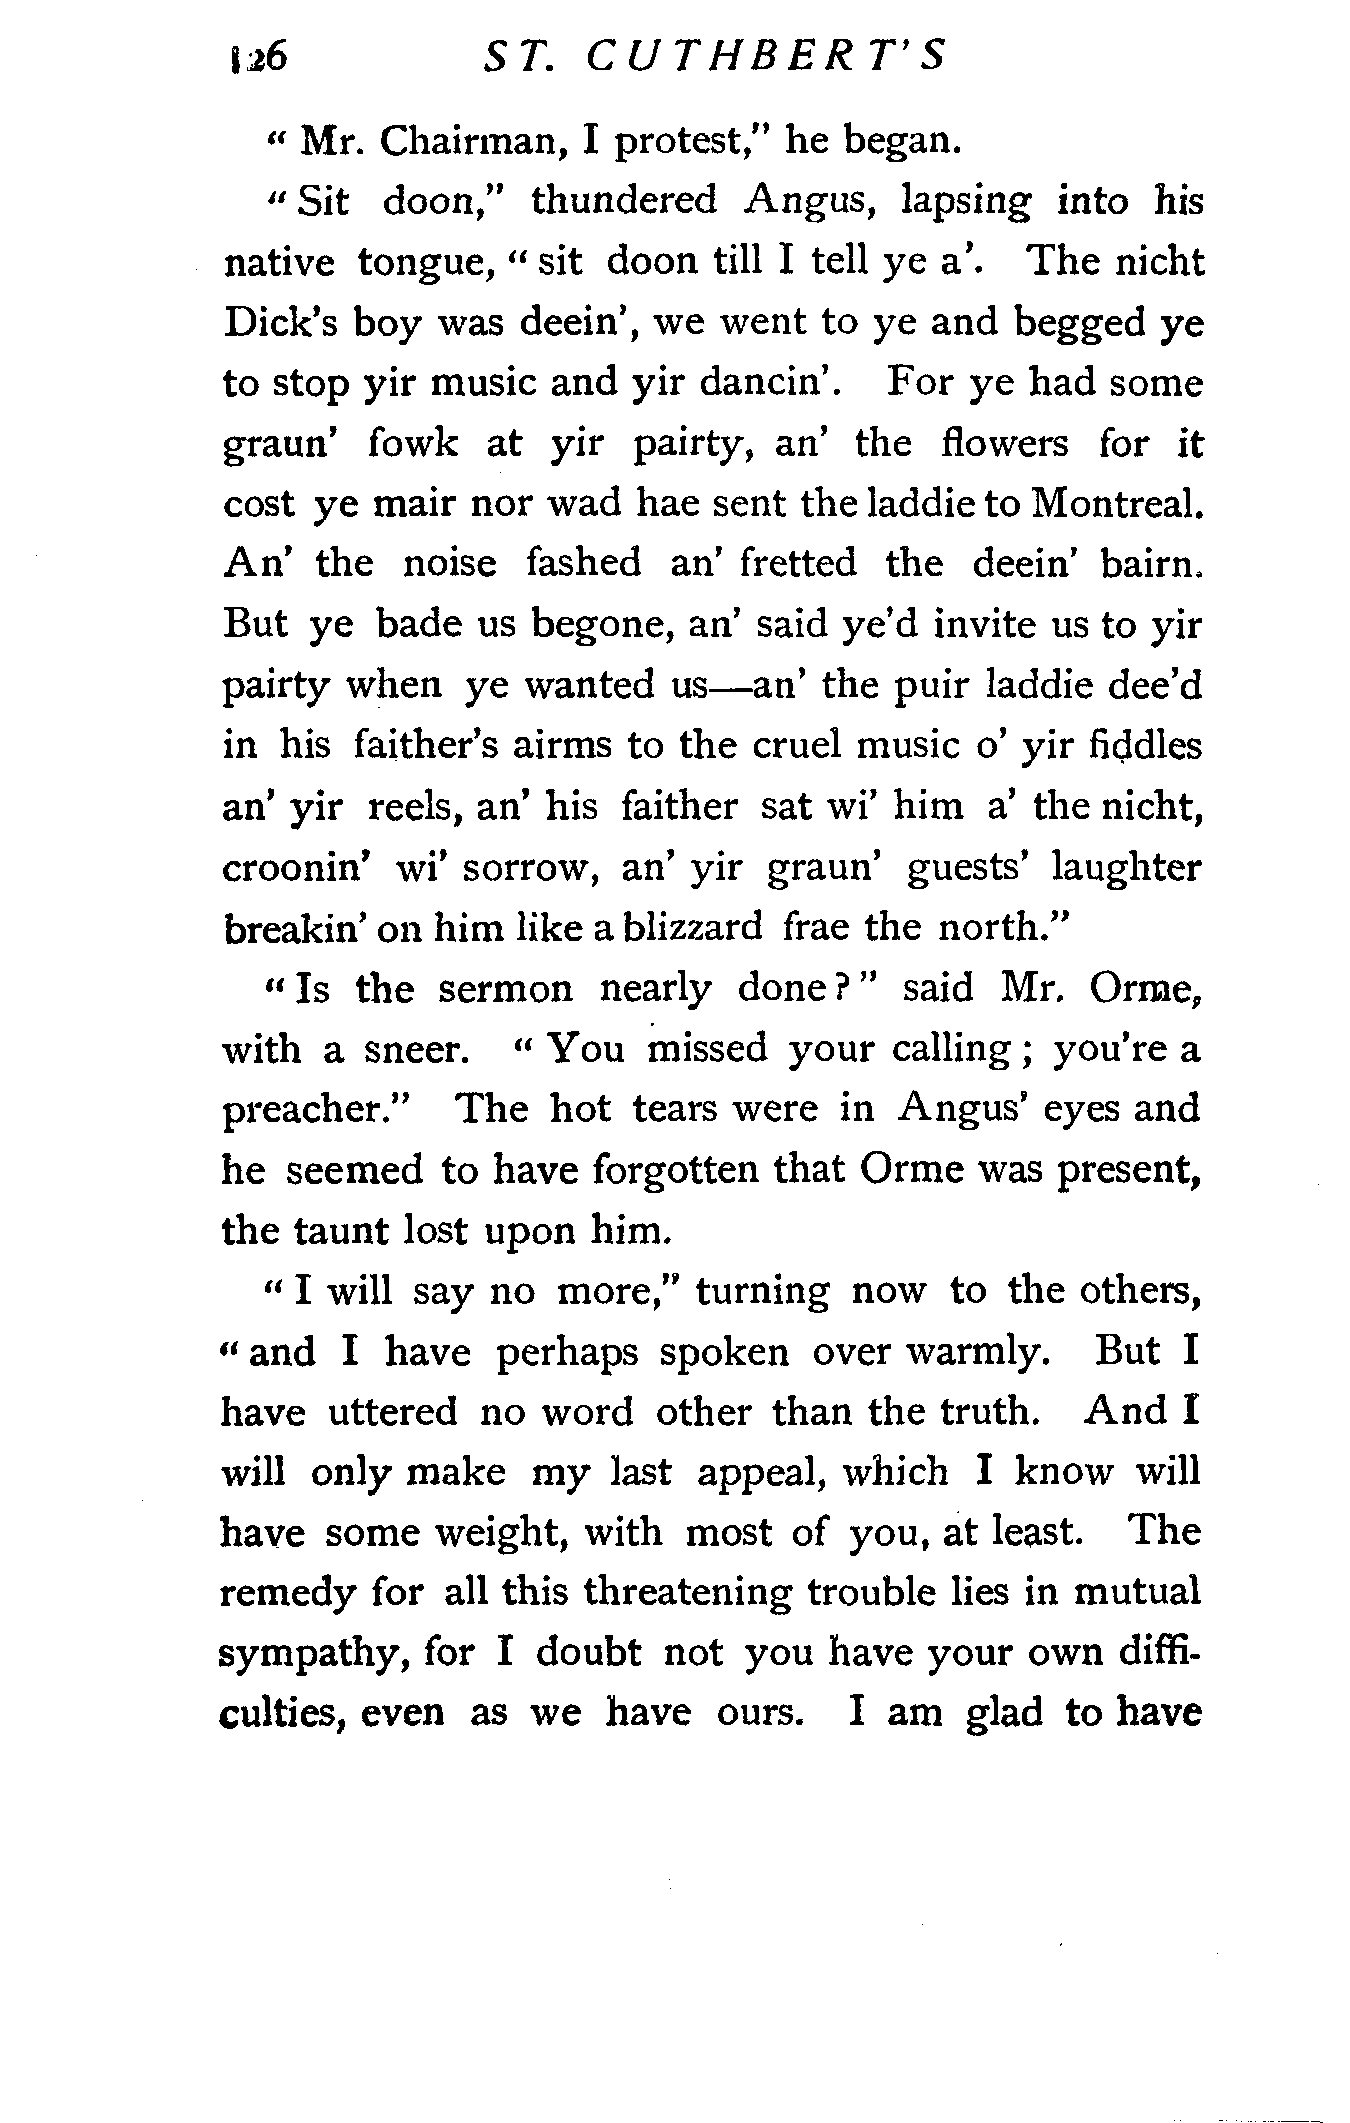 126 ST. CUTHBERT'S
“ Mr. Chairman, I protest,” he began.
“ Sit doon,” thundered Angus, lapsing into his
native tongue, “ sit doon till I tell ye a’. The nicht
Dick’s boy was deein’, we went to ye and begged ye
to stop yir music and yir dancin’. For ye had some
graun’ fowk at yir pairty, an’ the flowers for it
cost ye mair nor wad hae sent the laddie to Montreal.
An’ the noise fashed an’ fretted the deein’ bairn.
But ye bade us begone, an’ said ye’d invite us to yir
pairty when ye wanted us—an’ the puir laddie dee’d
in his faither’s airms to the cruel music o’ yir fiddles
an’ yir reels, an’ his faither sat wi’ him a’ the nicht,
croonin’ wi’ sorrow, an’ yir graun’ guests’ laughter
breakin’ on him like a blizzard frae the north.”
“ Is the sermon nearly done ? ” said Mr. Orme,
with a sneer. “ You missed your calling ; you’re a
preacher.” The hot tears were in Angus’ eyes and
he seemed to have forgotten that Orme was present,
the taunt lost upon him.
“ I will say no more,” turning now to the others,
“ and I have perhaps spoken over warmly. But I
have uttered no word other than the truth. And I
will only make my last appeal, which I know will
have some weight, with most of you, at least. The
remedy for all this threatening trouble lies in mutual
sympathy, for I doubt not you have your own diffi-
culties, even as we have ours. I am glad to have